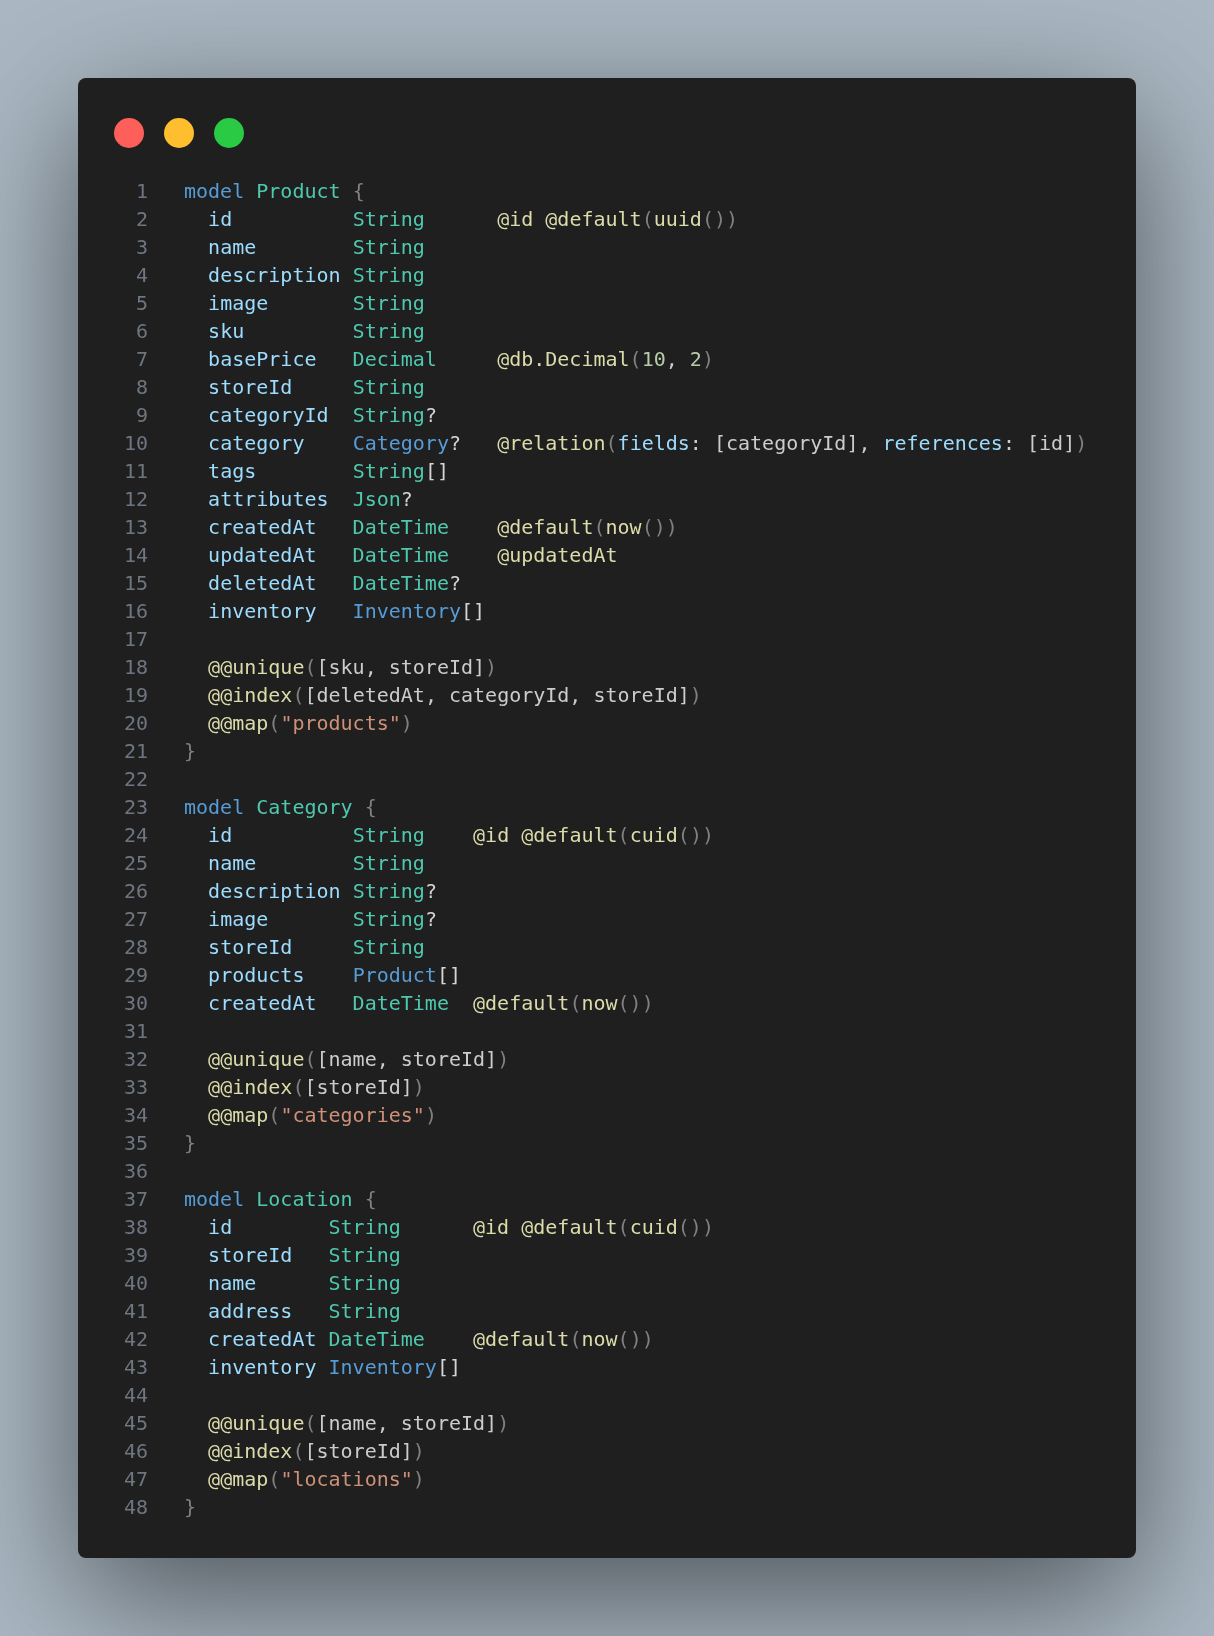 1 model Product {
2   id          String      @id @default(uuid())
3   name        String
4   description String
5   image       String
6   sku         String
7   basePrice   Decimal     @db.Decimal(10, 2)
8   storeId     String
9   categoryId  String?
10   category    Category?   @relation(fields: [categoryId], references: [id])
11   tags        String[]
12   attributes  Json?
13   createdAt   DateTime    @default(now())
14   updatedAt   DateTime    @updatedAt
15   deletedAt   DateTime?
16   inventory   Inventory[]
17
18   @@unique([sku, storeId])
19   @@index([deletedAt, categoryId, storeId])
20   @@map("products")
21 }
22
23 model Category {
24   id          String    @id @default(cuid())
25   name        String
26   description String?
27   image       String?
28   storeId     String
29   products    Product[]
30   createdAt   DateTime  @default(now())
31
32   @@unique([name, storeId])
33   @@index([storeId])
34   @@map("categories")
35 }
36
37 model Location {
38   id        String      @id @default(cuid())
39   storeId   String
40   name      String
41   address   String
42   createdAt DateTime    @default(now())
43   inventory Inventory[]
44
45   @@unique([name, storeId])
46   @@index([storeId])
47   @@map("locations")
48 }